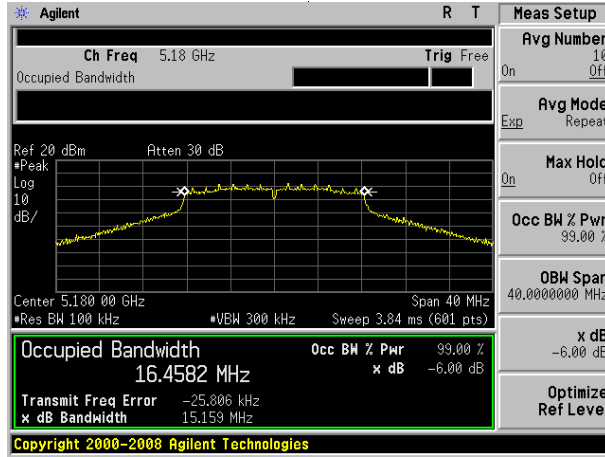 Agilent R T
Meas Setup
Ch Freq 5.18 GHz Trig Free
Occupied Bandwidth
Avg Number
10
On Off
Avg Mode
Exp Repeat
Max Hold
On Off
Occ BW % Pwr
99.00 %
OBW Span
40.0000000 MHz
x dB
-6.00 dB
Optimize
Ref Level
Ref 20 dBm Atten 30 dB
#Peak
Log
10
dB/
Center 5.180 00 GHz Span 40 MHz
#Res BW 100 kHz #VBW 300 kHz Sweep 3.84 ms (601 pts)
Occupied Bandwidth Occ BW % Pwr 99.00 %
16.4582 MHz x dB -6.00 dB
Transmit Freq Error -25.806 kHz
x dB Bandwidth 15.159 MHz
Copyright 2000-2008 Agilent Technologies